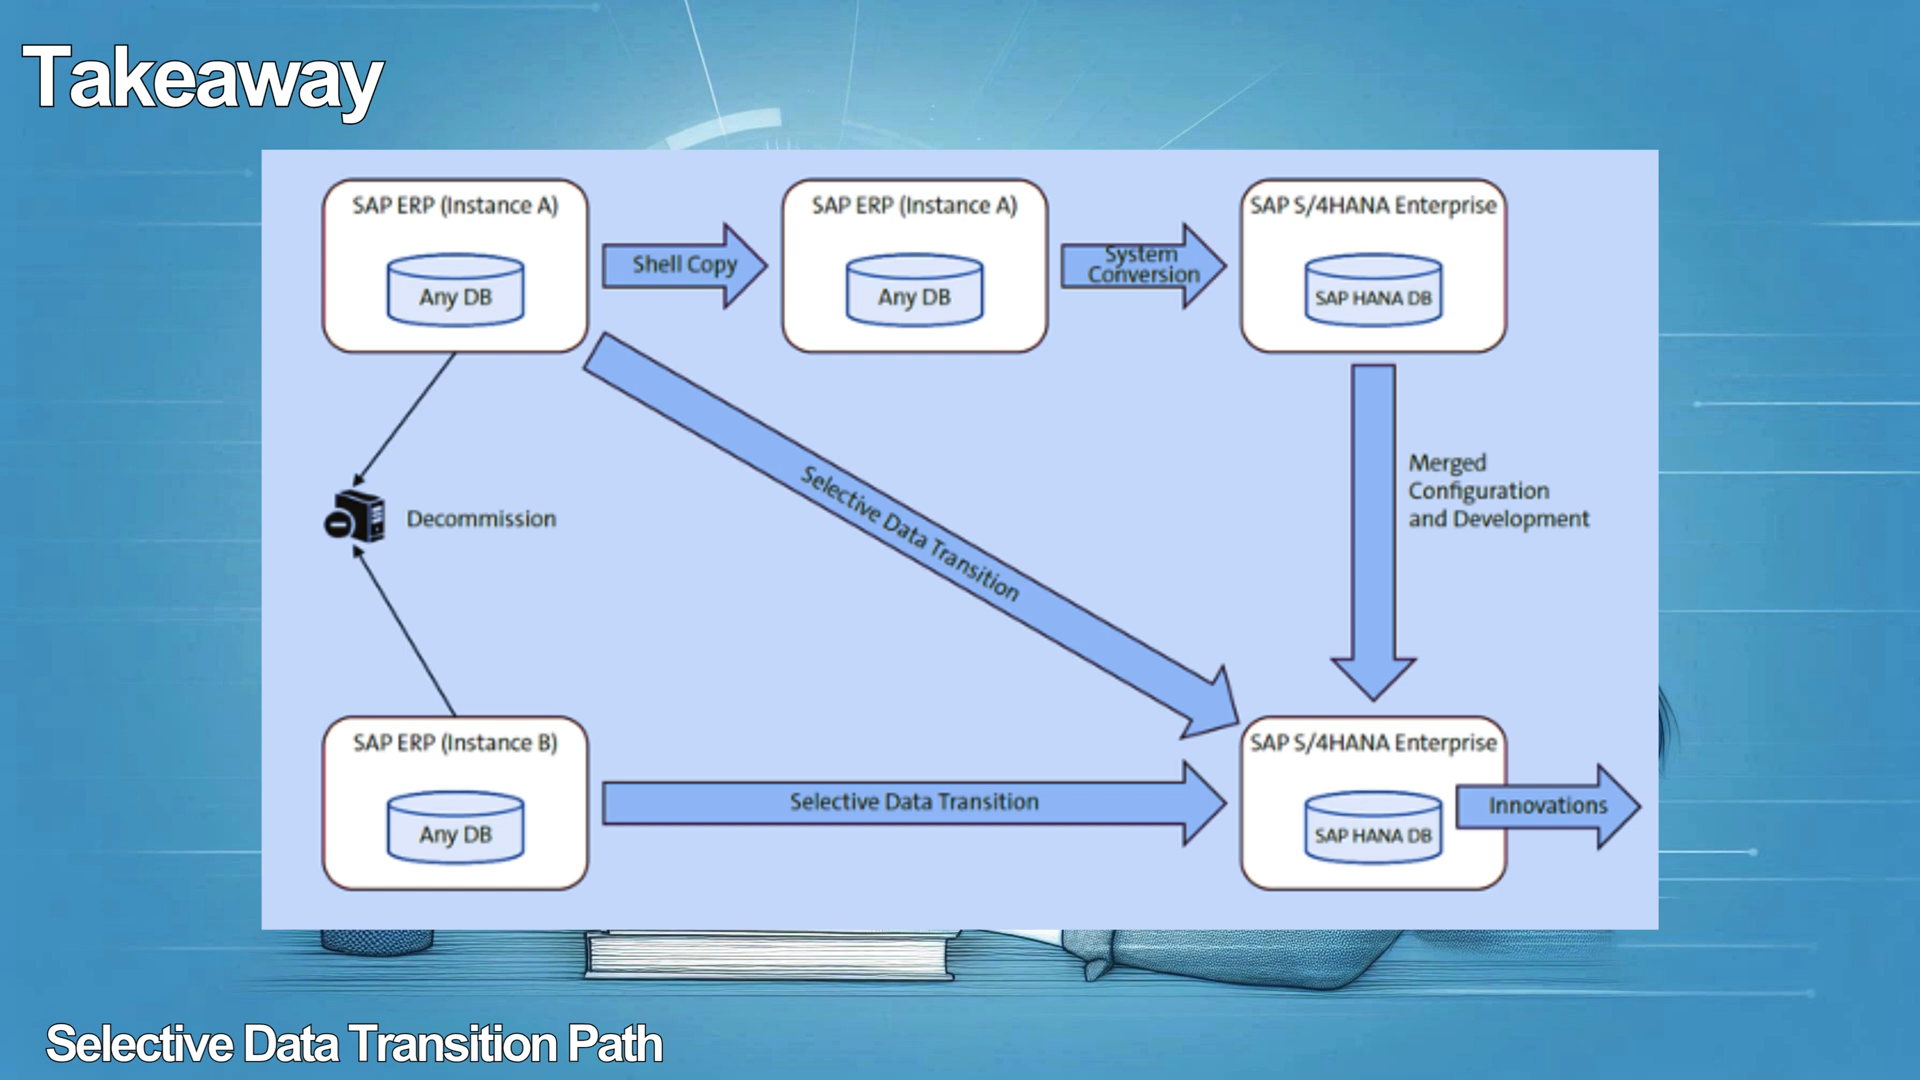 Takeaway
SAP ERP (Instance A)
Any DB
Shell Copy
SAP ERP (Instance A)
Any DB
System
Conversion
SAP S/4HANA Enterprise
SAP HANA DB
Selective Data Transition
Merged
Configuration
and Development
Decommission
SAP ERP (Instance B)
Any DB
Selective Data Transition
SAP S/4HANA Enterprise
SAP HANA DB
Innovations
Selective Data Transition Path